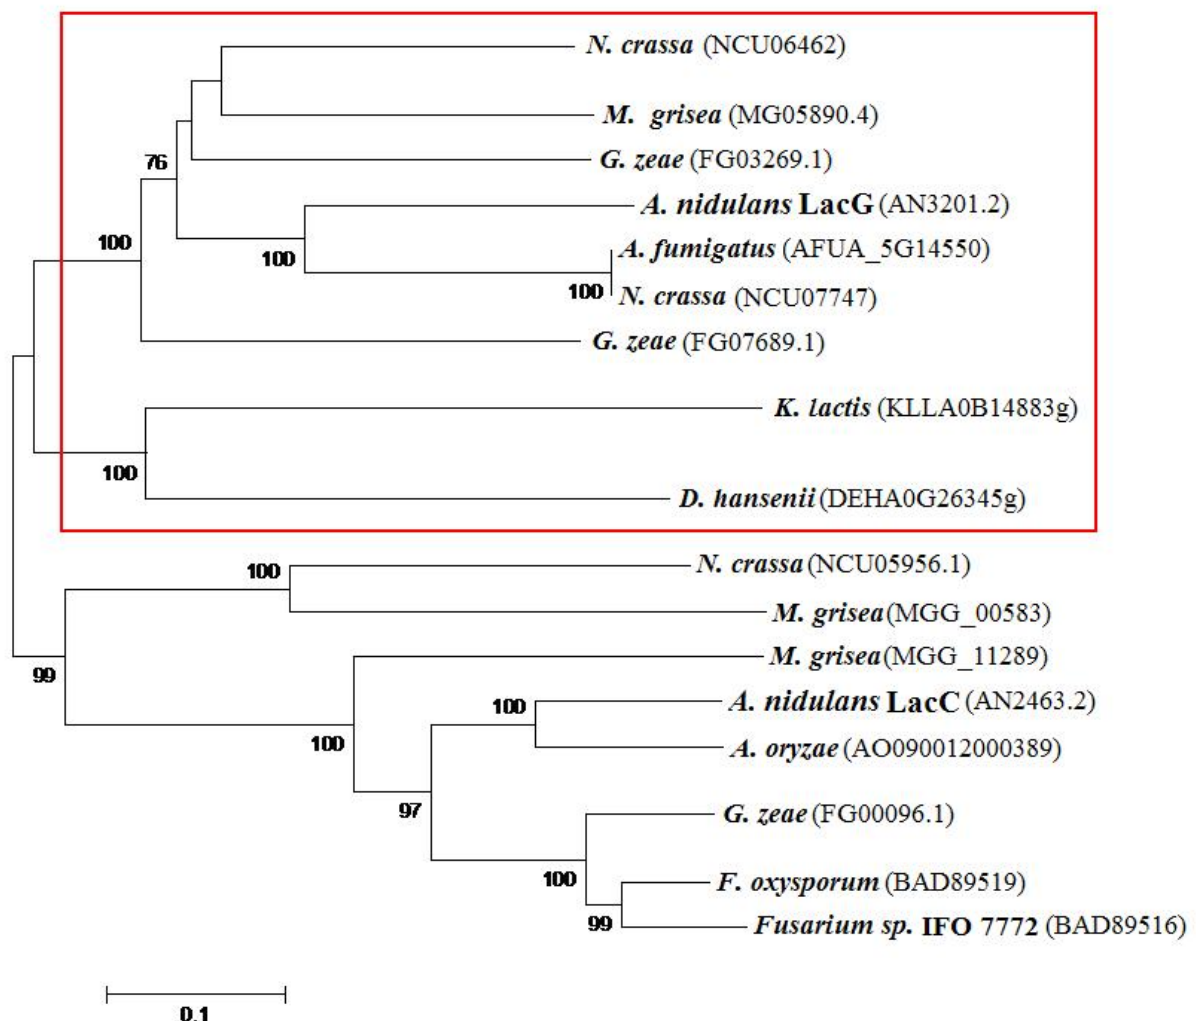 N. crassa (NCU06462)
M. grisea (MG05890.4)
G. zeae (FG03269.1)
76
A. nidulans LacG (AN3201.2)
100
A. fumigatus (AFUA_5G14550)
100
100
N. crassa (NCU07747)
G. zeae (FG07689.1)
K. lactis (KLLA0B14883g)
100
D. hansenii (DEHA0G26345g)
N. crassa (NCU05956.1)
100
M. grisea (MGG_00583)
M. grisea (MGG_11289)
99
A. nidulans LacC (AN2463.2)
100
100
A. oryzae (AO090012000389)
97
G. zeae (FG00096.1)
100
F. oxysporum (BAD89519)
99
Fusarium sp. IFO 7772 (BAD89516)
0.1